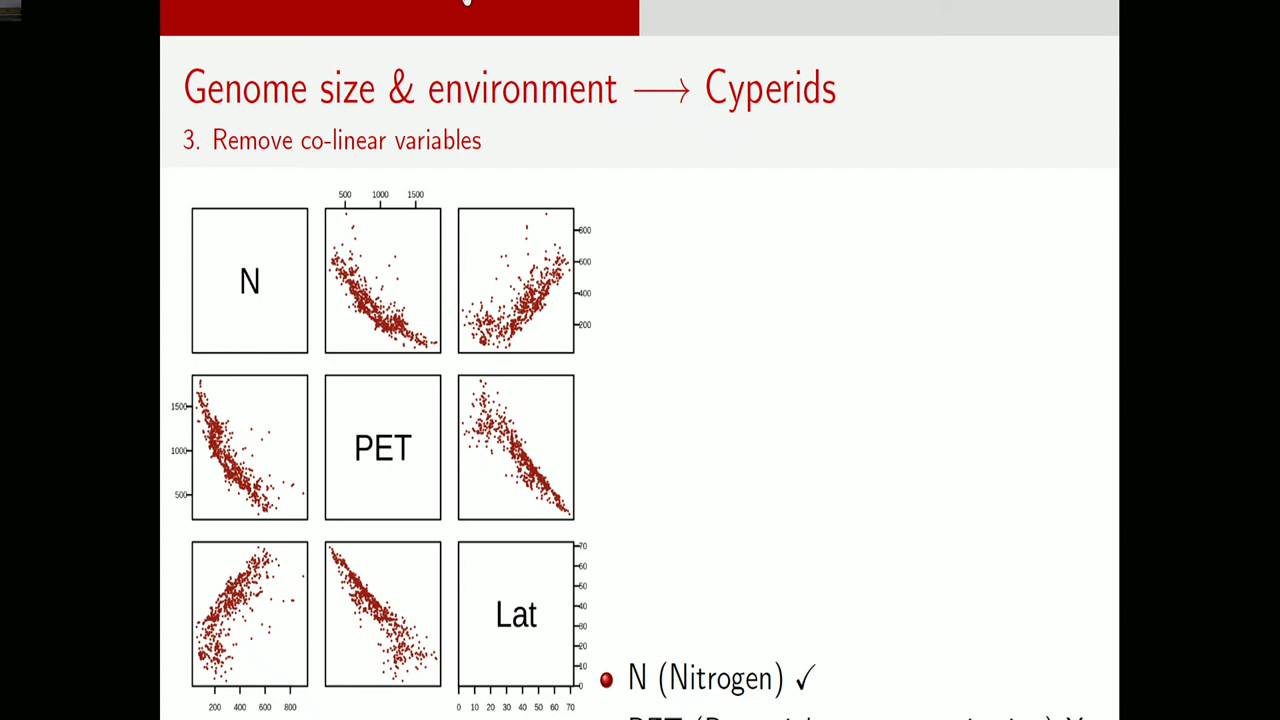 Genome size & environment → Cyperids
3. Remove co-linear variables
500 1000 1500
N
800
600
400
200
1500
1000
500
PET
Lat
70
60
50
40
30
20
10
0
200 400 600 800
0 10 20 30 40 50 60 70
N (Nitrogen) ✓